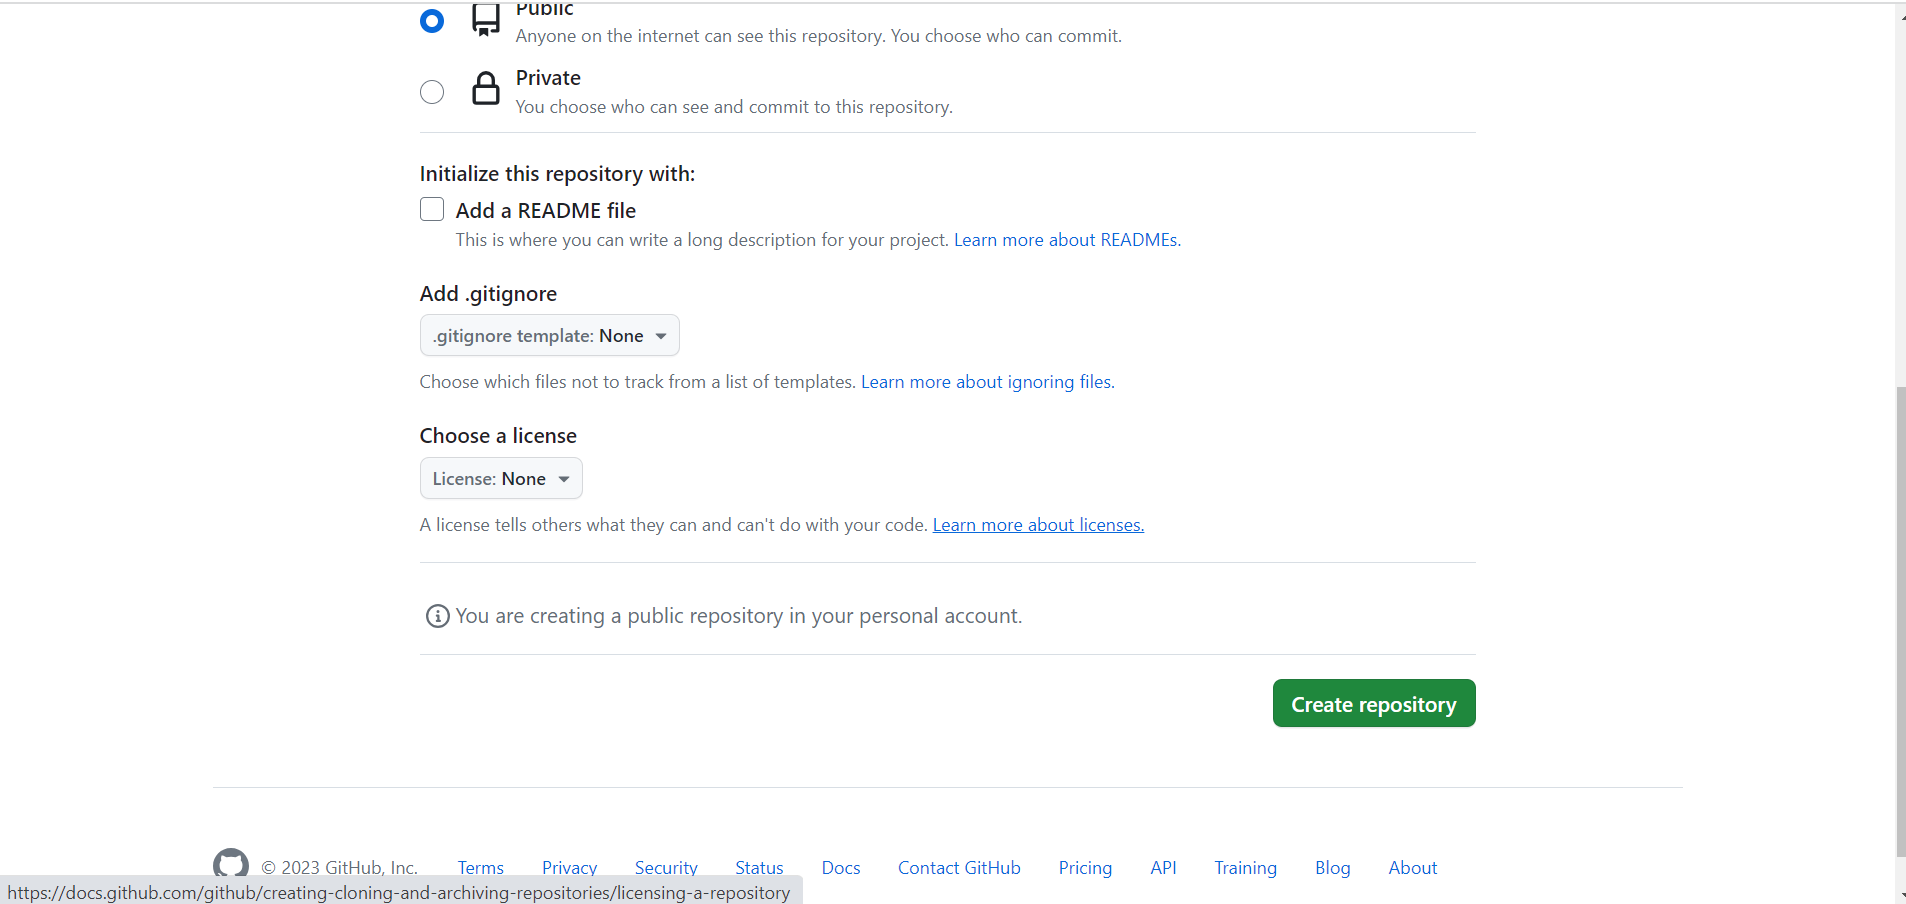 Public
Anyone on the internet can see this repository. You choose who can commit.
Private
You choose who can see and commit to this repository.
Initialize this repository with:
Add a README file
This is where you can write a long description for your project. Learn more about READMEs.
Add .gitignore
.gitignore template: None
Choose which files not to track from a list of templates. Learn more about ignoring files.
Choose a license
License: None
A license tells others what they can and can't do with your code. Learn more about licenses.
You are creating a public repository in your personal account.
Create repository
© 2023 GitHub, Inc. Terms Privacy Security Status Docs Contact GitHub Pricing API Training Blog About
https://docs.github.com/github/creating-cloning-and-archiving-repositories/licensing-a-repository